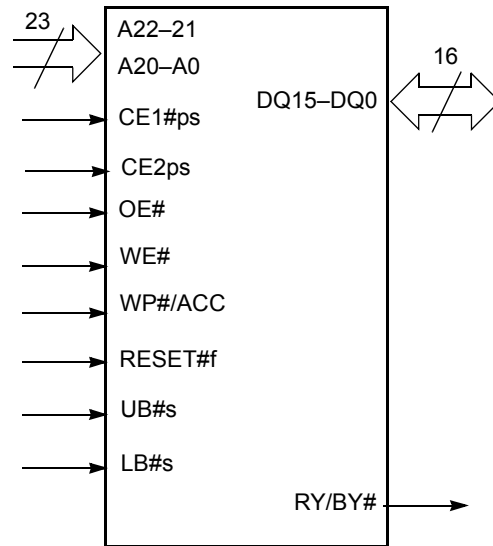 23
A22–21
A20–A0
16
DQ15–DQ0
CE1#ps
CE2ps
OE#
WE#
WP#/ACC
RESET#f
UB#s
LB#s
RY/BY#